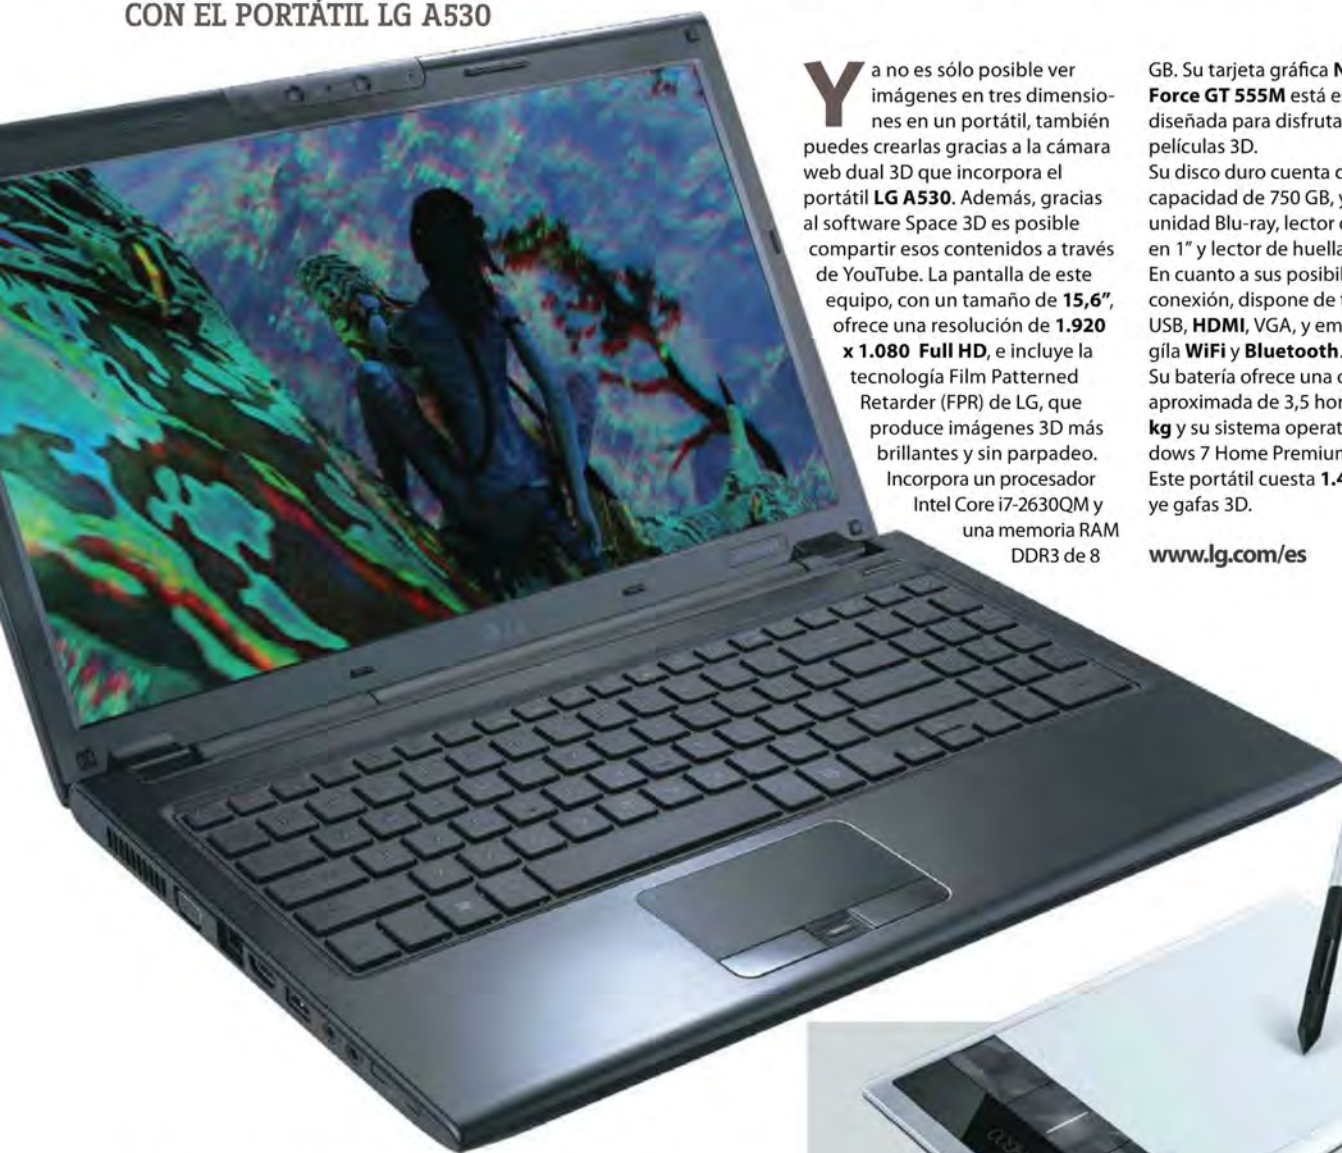 CON EL PORTÁTIL LG A530
Ya no es sólo posible ver
imágenes en tres dimensio-
nes en un portátil, también
puedes crearlas gracias a la cámara
web dual 3D que incorpora el
portátil LG A530. Además, gracias
al software Space 3D es posible
compartir esos contenidos a través
de YouTube. La pantalla de este
equipo, con un tamaño de 15,6”,
ofrece una resolución de 1.920
x 1.080 Full HD, e incluye la
tecnología Film Patterned
Retarder (FPR) de LG, que
produce imágenes 3D más
brillantes y sin parpadeo.
Incorpora un procesador
Intel Core i7-2630QM y
una memoria RAM
DDR3 de 8
GB. Su tarjeta gráfica
Force GT 555M está
diseñada para
películas 3D.
Su disco duro cuenta
capacidad de 750 GB,
unidad Blu-ray, lector
en 1” y lector de
En cuanto a sus
conexión, dispone de
USB, HDMI, VGA, y
gíla WiFi y Bluetooth.
Su batería ofrece una
aproximada de 3,5
kg y su sistema
dows 7 Home Premium
Este portátil cuesta
ye gafas 3D.
www.lg.com/es